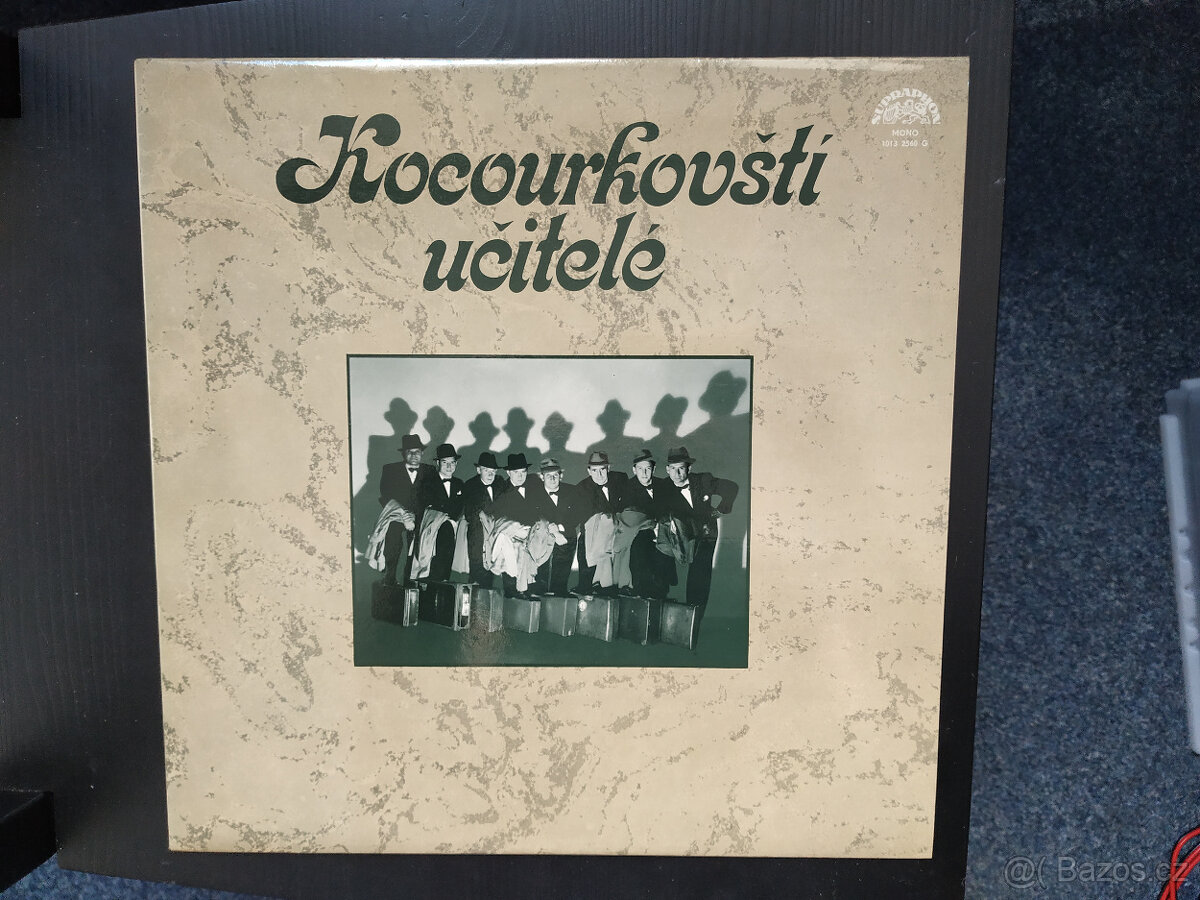 Kocourkovští
učitelé
SUPRAPHON
MONO
1013 2560 G
@( Bazos.cz